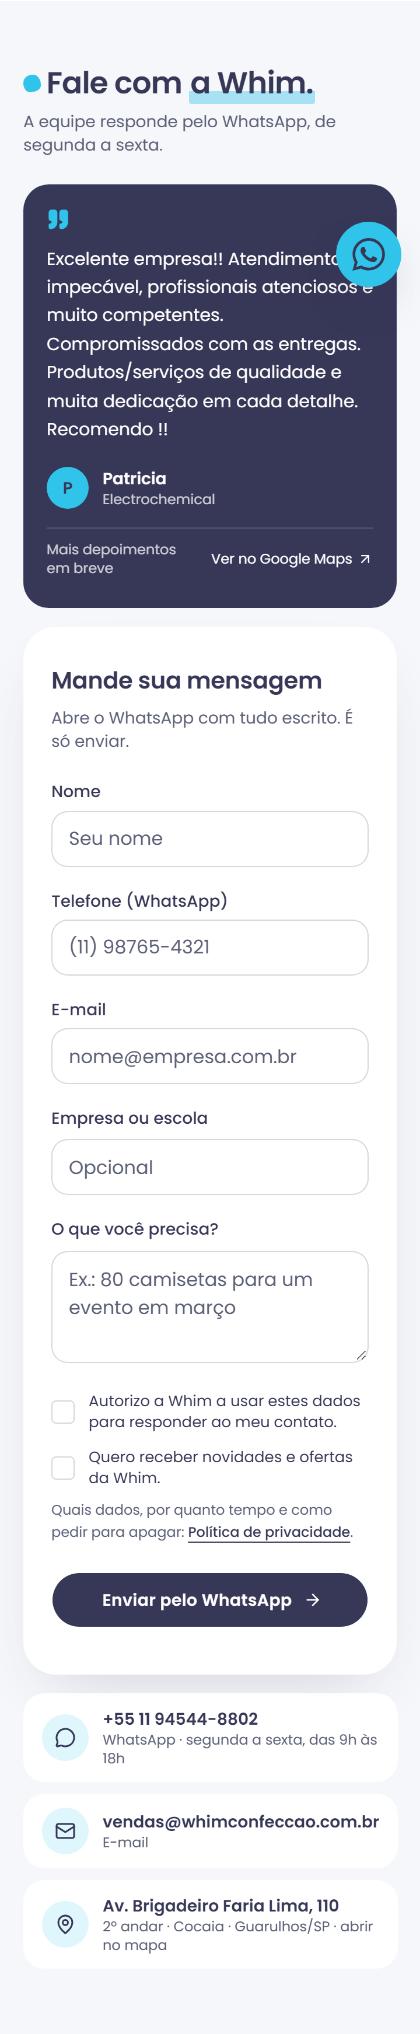 Fale com a Whim.
A equipe responde pelo WhatsApp, de
segunda a sexta.
Excelente empresa!! Atendimento
impecável, profissionais atenciosos e
muito competentes.
Compromissados com as entregas.
Produtos/serviços de qualidade e
muita dedicação em cada detalhe.
Recomendo !!
P
Patricia
Electrochemical
Mais depoimentos
em breve
Ver no Google Maps
Mande sua mensagem
Abre o WhatsApp com tudo escrito. É
só enviar.
Nome
Seu nome
Telefone (WhatsApp)
(11) 98765-4321
E-mail
nome@empresa.com.br
Empresa ou escola
Opcional
O que você precisa?
Ex.: 80 camisetas para um
evento em março
Autorizo a Whim a usar estes dados
para responder ao meu contato.
Quero receber novidades e ofertas
da Whim.
Quais dados, por quanto tempo e como
pedir para apagar: Política de privacidade.
Enviar pelo WhatsApp
+55 11 94544-8802
WhatsApp · segunda a sexta, das 9h às
18h
vendas@whimconfeccao.com.br
E-mail
Av. Brigadeiro Faria Lima, 110
2º andar · Cocaia · Guarulhos/SP · abrir
no mapa